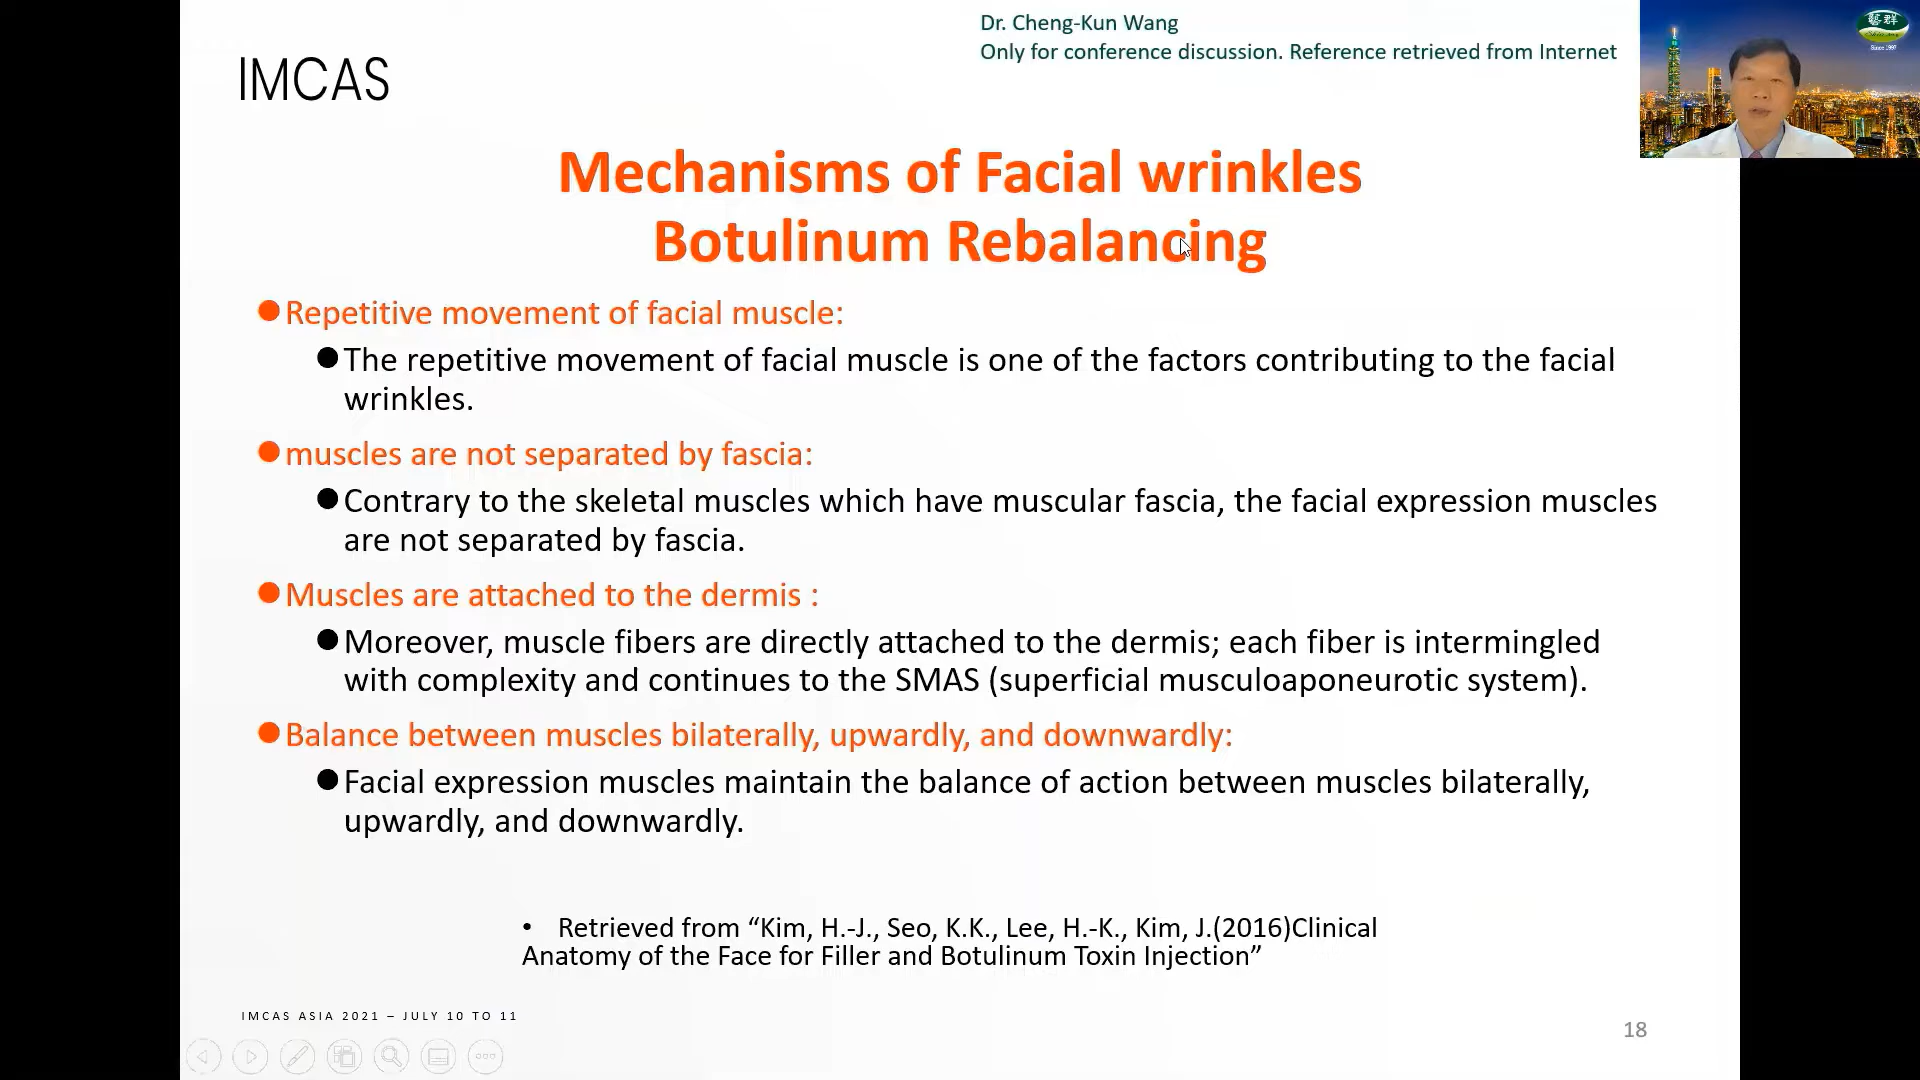 Dr. Cheng-Kun Wang
Only for conference discussion. Reference retrieved from Internet
IMCAS
藝群
Since 1997
Mechanisms of Facial wrinkles
Botulinum Rebalancing
Repetitive movement of facial muscle:
The repetitive movement of facial muscle is one of the factors contributing to the facial
wrinkles.
muscles are not separated by fascia:
Contrary to the skeletal muscles which have muscular fascia, the facial expression muscles
are not separated by fascia.
Muscles are attached to the dermis :
Moreover, muscle fibers are directly attached to the dermis; each fiber is intermingled
with complexity and continues to the SMAS (superficial musculoaponeurotic system).
Balance between muscles bilaterally, upwardly, and downwardly:
Facial expression muscles maintain the balance of action between muscles bilaterally,
upwardly, and downwardly.
• Retrieved from “Kim, H.-J., Seo, K.K., Lee, H.-K., Kim, J.(2016)Clinical
Anatomy of the Face for Filler and Botulinum Toxin Injection”
IMCAS ASIA 2021 – JULY 10 TO 11
18